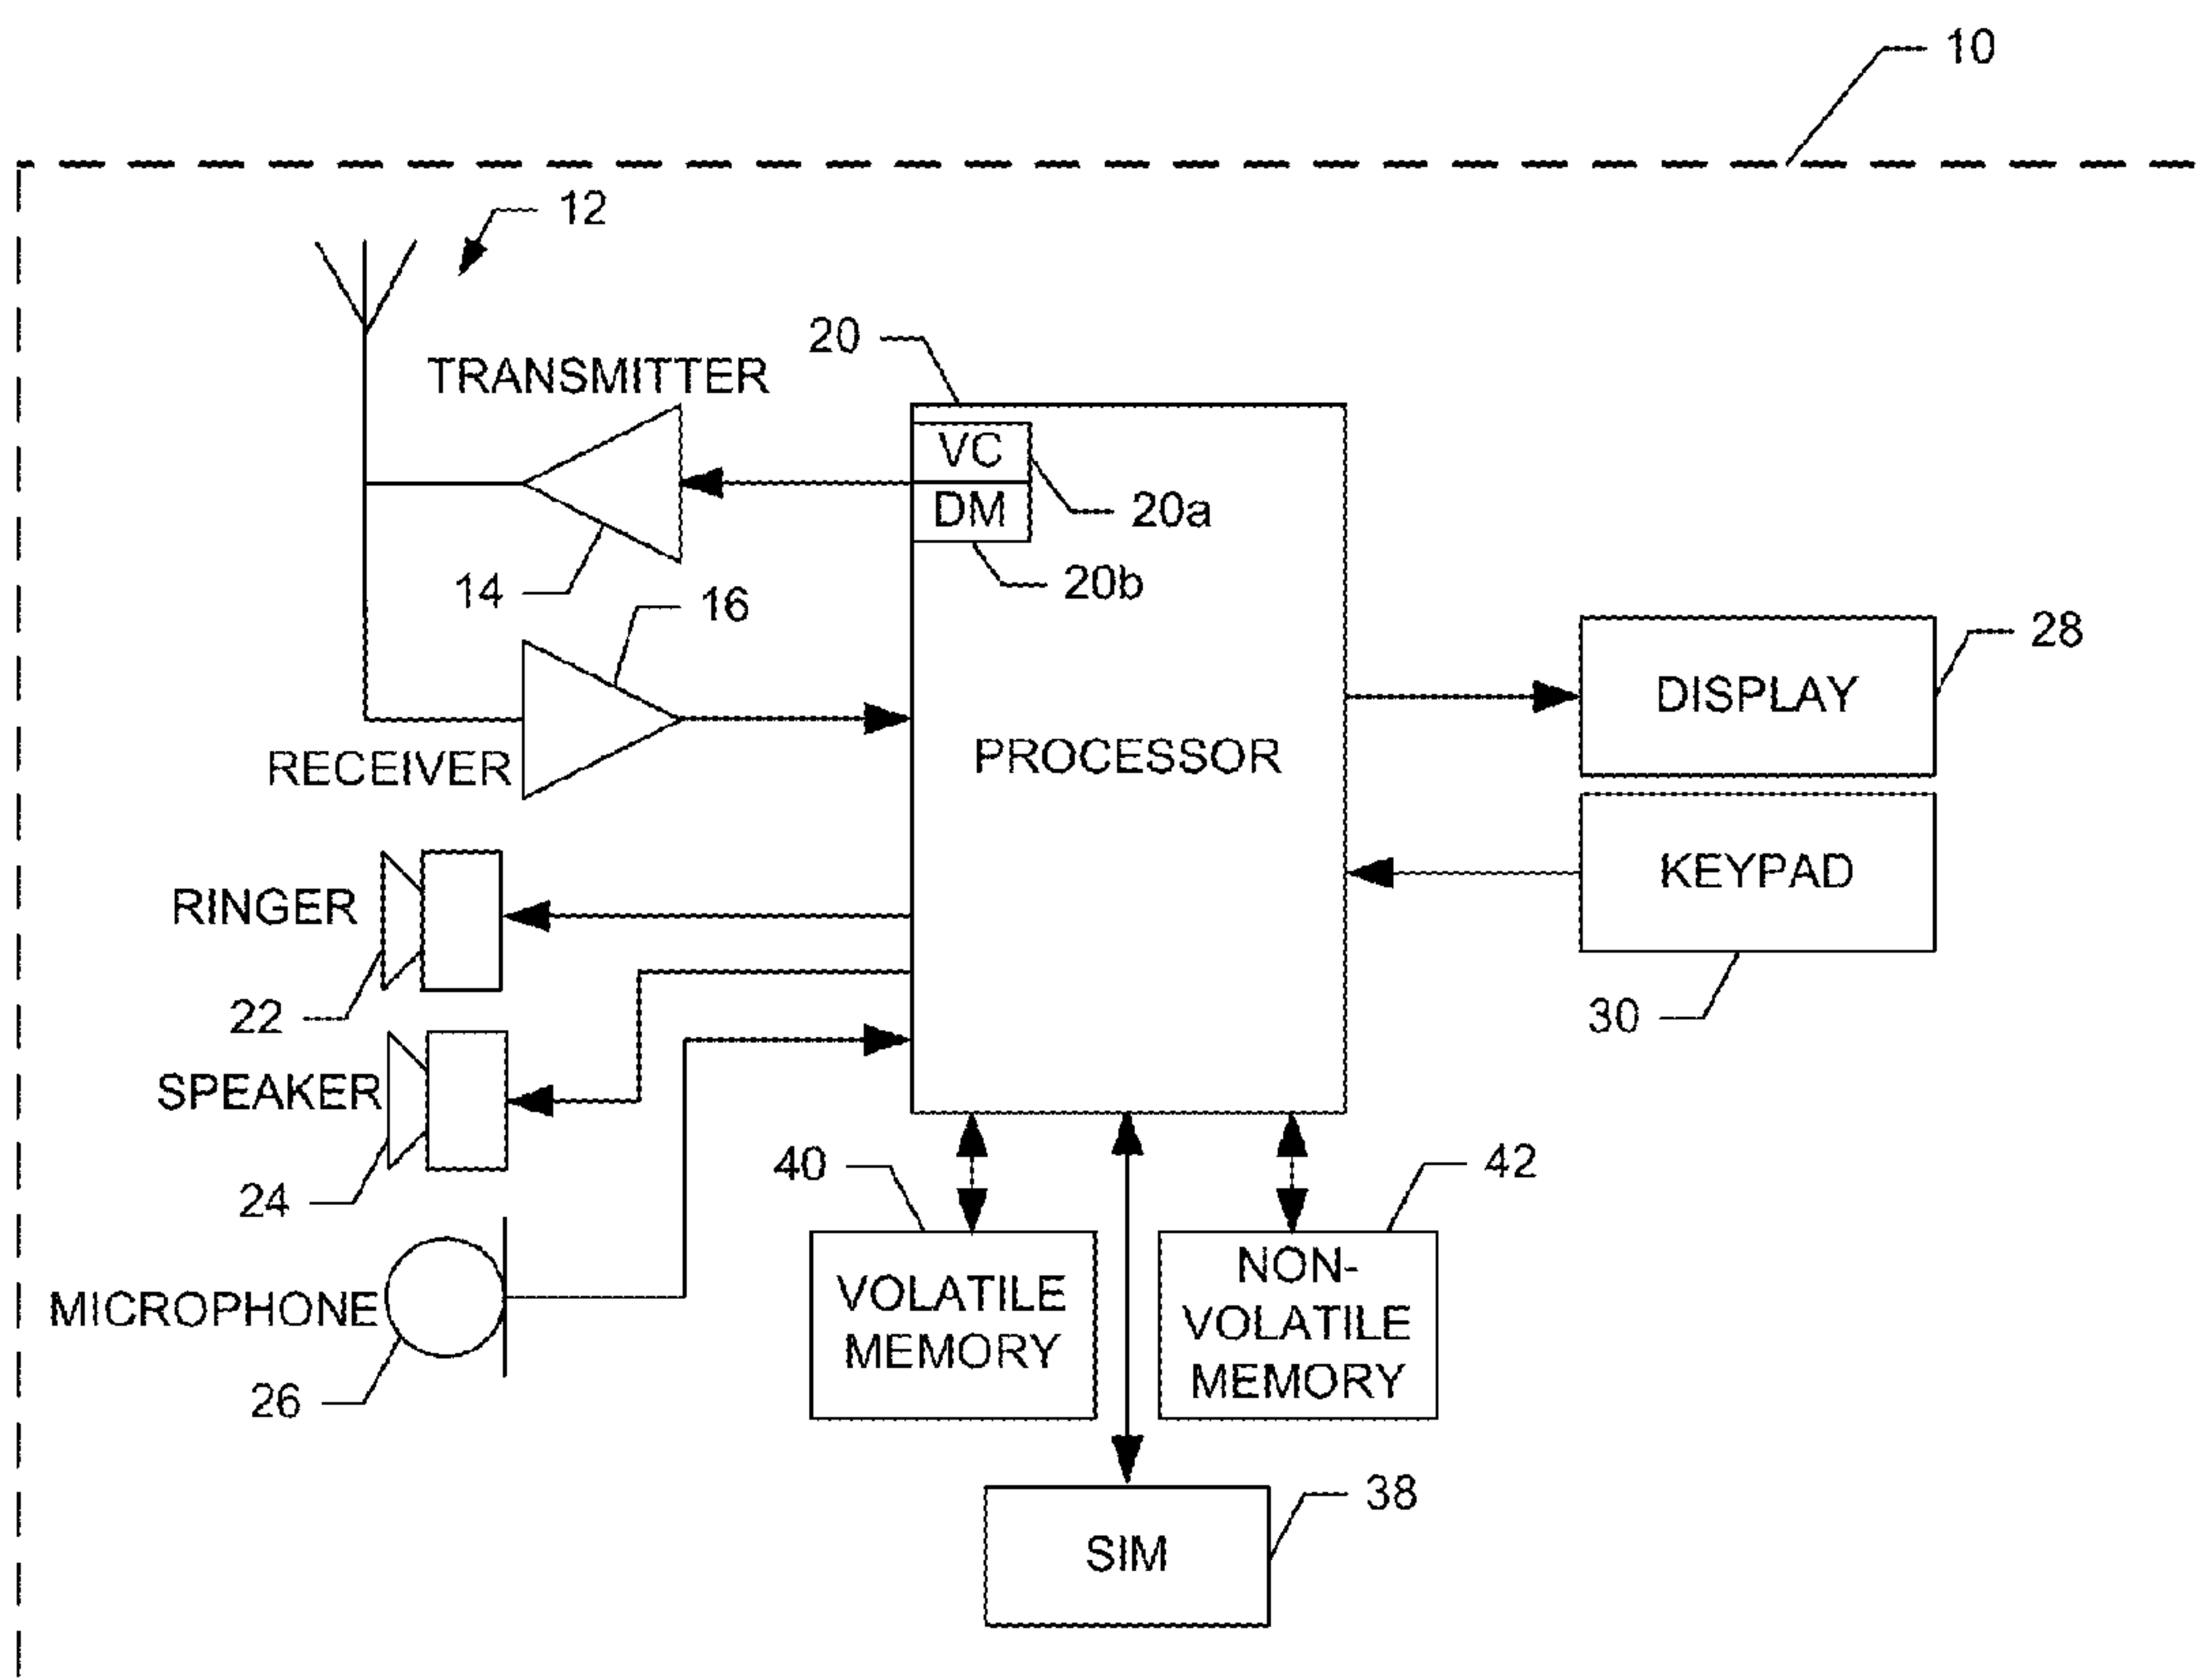 10
12
20
TRANSMITTER
VC
DM
20a
20b
14
16
28
DISPLAY
PROCESSOR
RECEIVER
KEYPAD
RINGER
22
30
SPEAKER
24
40
42
VOLATILE
MEMORY
NON-
VOLATILE
MEMORY
MICROPHONE
26
38
SIM